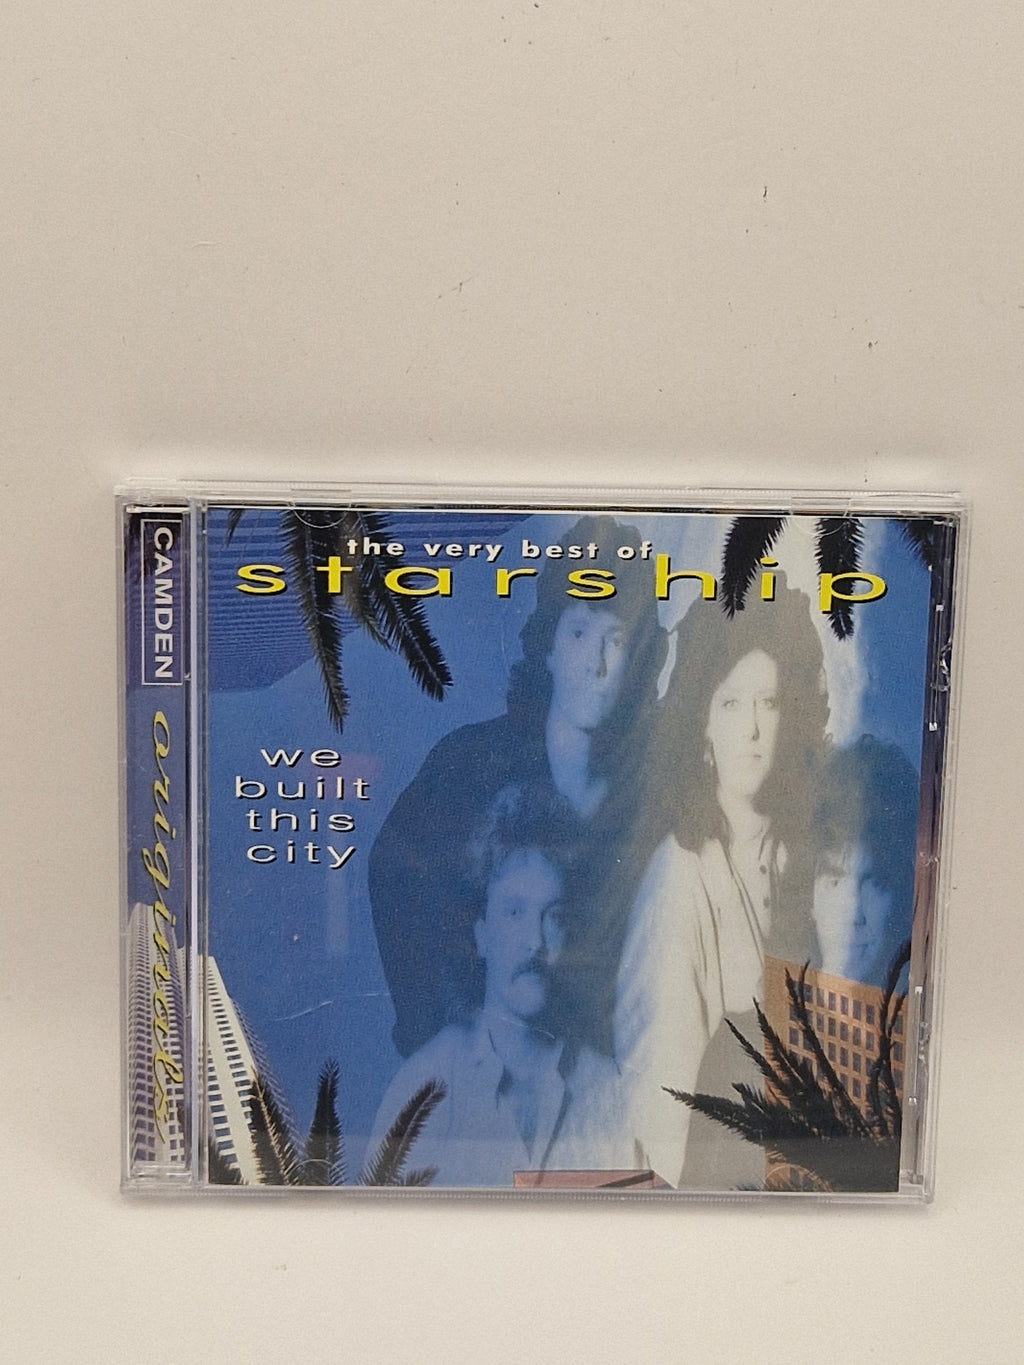 the very best of
starship
we
built
this
city
CAMDEN
originals